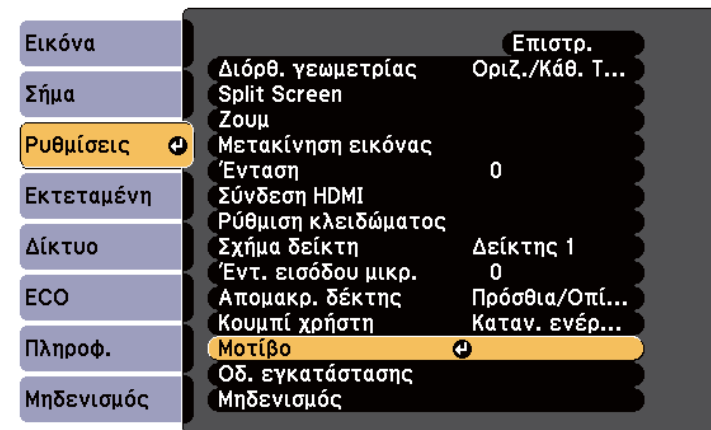 Εικόνα
Σήμα
Ρυθμίσεις
Εκτεταμένη
Δίκτυο
ECO
Πληροφ.
Μηδενισμός
Επιστρ.
Διόρθ. γεωμετρίας Οριζ./Κάθ. Τ...
Split Screen
Ζουμ
Μετακίνηση εικόνας
Ένταση 0
Σύνδεση HDMI
Ρύθμιση κλειδώματος
Σχήμα δείκτη Δείκτης 1
Έντ. εισόδου μικρ. 0
Απομακρ. δέκτης Πρόσθια/Οπί...
Κουμπί χρήστη Καταν. ενέρ...
Μοτίβο
Οδ. εγκατάστασης
Μηδενισμός